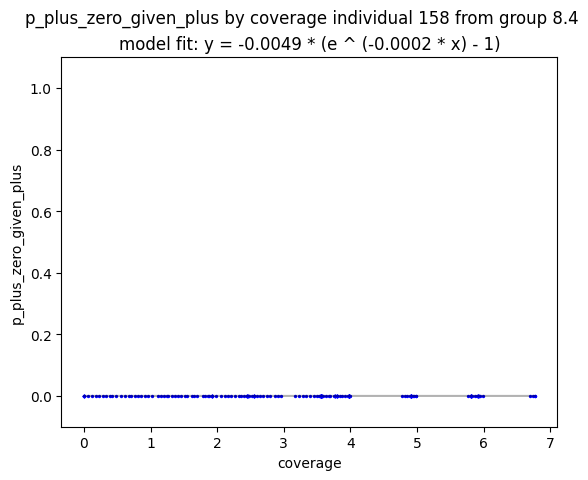 p_plus_zero_given_plus by coverage individual 158 from group 8.4
model fit: y = -0.0049 * (e ^ (-0.0002 * x) - 1)
1.0
0.8
0.6
0.4
0.2
0.0
p_plus_zero_given_plus
0 1 2 3 4 5 6 7
coverage